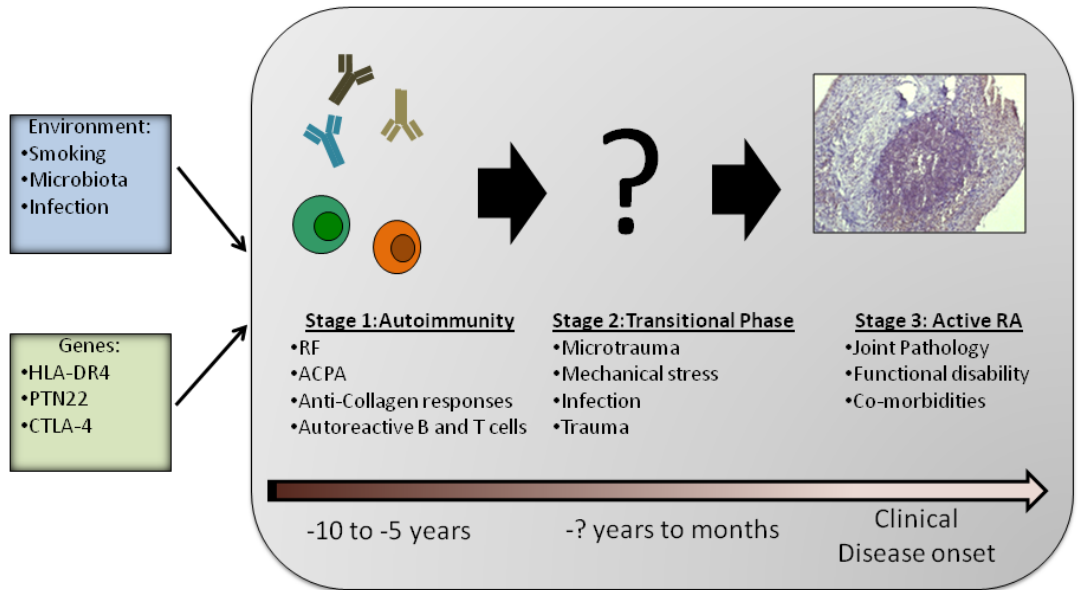 Environment:
•Smoking
•Microbiota
•Infection
Genes:
•HLA-DR4
•PTN22
•CTLA-4
?
Stage 1:Autoimmunity
•RF
•ACPA
•Anti-Collagen responses
•Autoreactive B and T cells
Stage 2:Transitional Phase
•Microtrauma
•Mechanical stress
•Infection
•Trauma
Stage 3: Active RA
•Joint Pathology
•Functional disability
•Co-morbidities
-10 to -5 years
-? years to months
Clinical
Disease onset